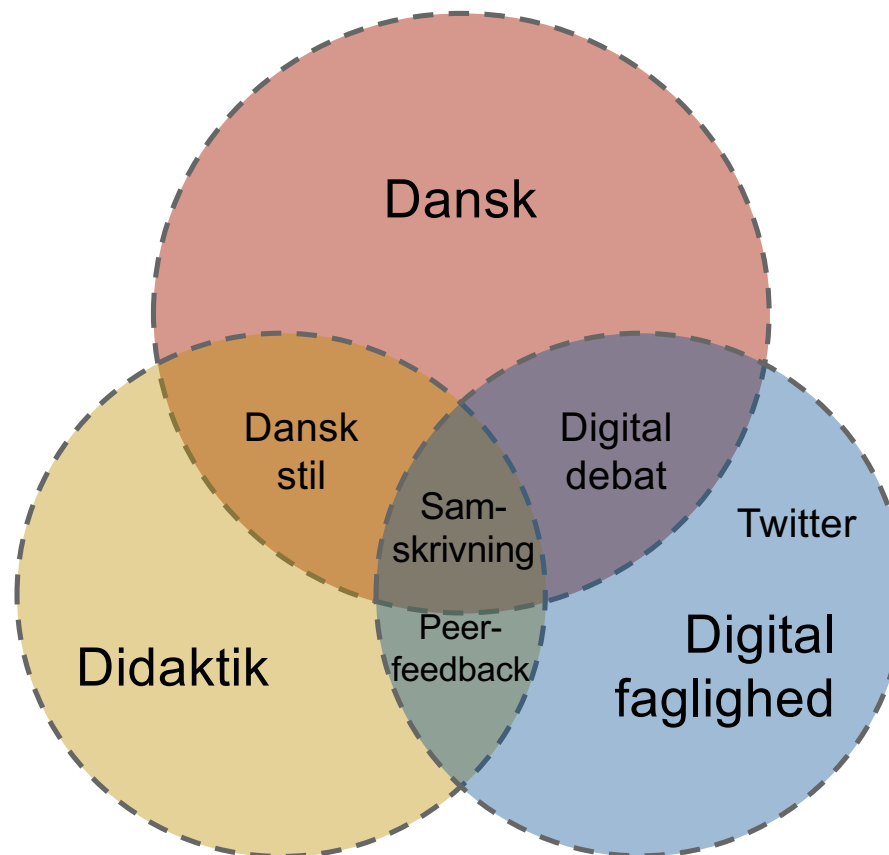 Dansk
Dansk
stil
Digital
debat
Sam-
skrivning
Twitter
Peer-
feedback
Didaktik
Digital
faglighed